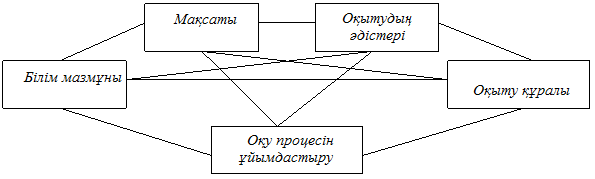 Мақсаты
Оқытудың
әдістері
Білім мазмұны
Оқыту құралы
Оқу процесін
ұйымдастыру